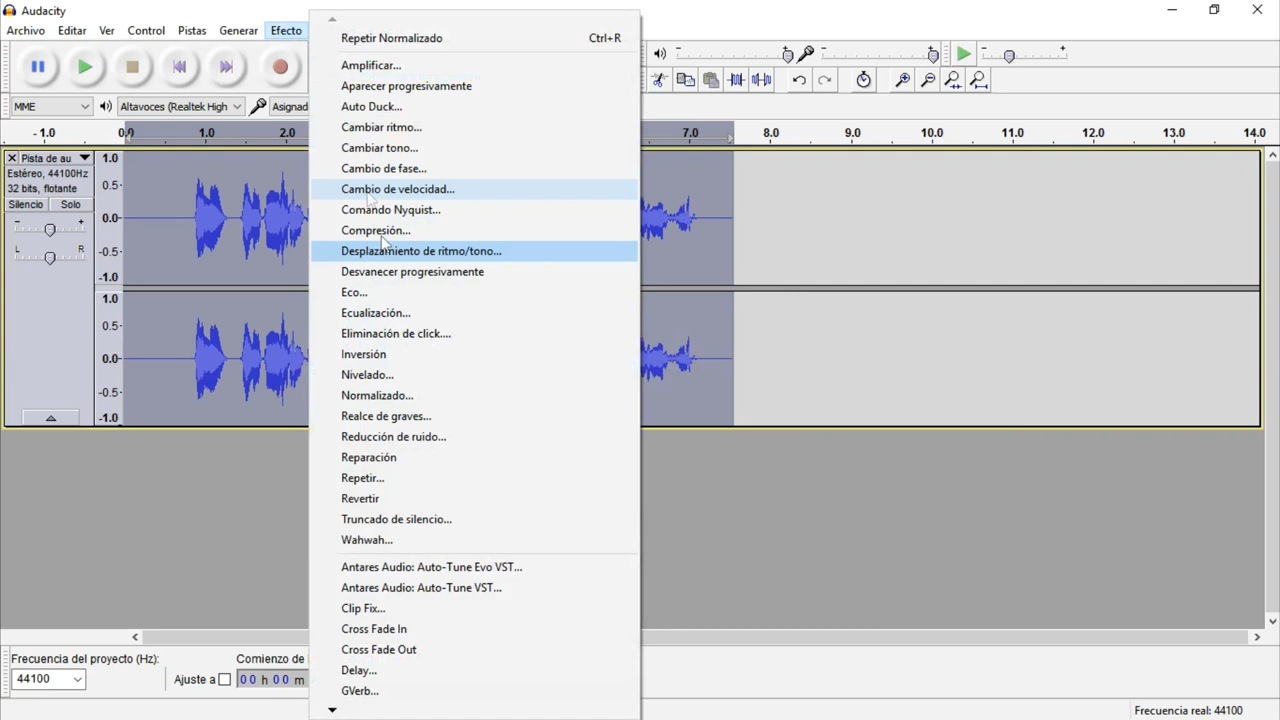 Audacity
Archivo Editar Ver Control Pistas Generar Efecto
Repetir Normalizado Ctrl+R
Amplificar...
Aparecer progresivamente
Auto Duck...
Cambiar ritmo...
Cambiar tono...
Cambio de fase...
Cambio de velocidad...
Comando Nyquist...
Compresión...
Desplazamiento de ritmo/tono...
Desvanecer progresivamente
Eco...
Ecualización...
Eliminación de click....
Inversión
Nivelado...
Normalizado...
Realce de graves...
Reducción de ruido...
Reparación
Repetir...
Revertir
Truncado de silencio...
Wahwah...
Antares Audio: Auto-Tune Evo VST...
Antares Audio: Auto-Tune VST...
Clip Fix...
Cross Fade In
Cross Fade Out
Delay...
GVerb...
MME Altavoces (Realtek High Asignad
- 1.0 0.0 1.0 2.0 7.0 8.0 9.0 10.0 11.0 12.0 13.0 14.0
Pista de au
Estéreo, 44100Hz
32 bits, flotante
Silencio Solo
- +
L R
1.0
0.5-
0.0-
-0.5-
-1.0
1.0
0.5-
0.0-
-0.5-
-1.0
Frecuencia del proyecto (Hz):
44100
Ajuste a
Comienzo de
00 h 00 m
Frecuencia real: 44100